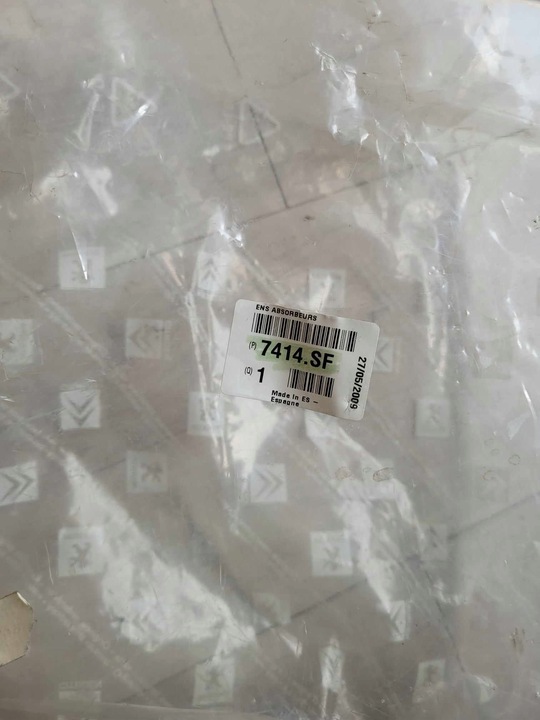 ENS ABSORBEURS
(P) 7414.SF
(Q) 1
27/05/2009
Made in ES –
Espagne